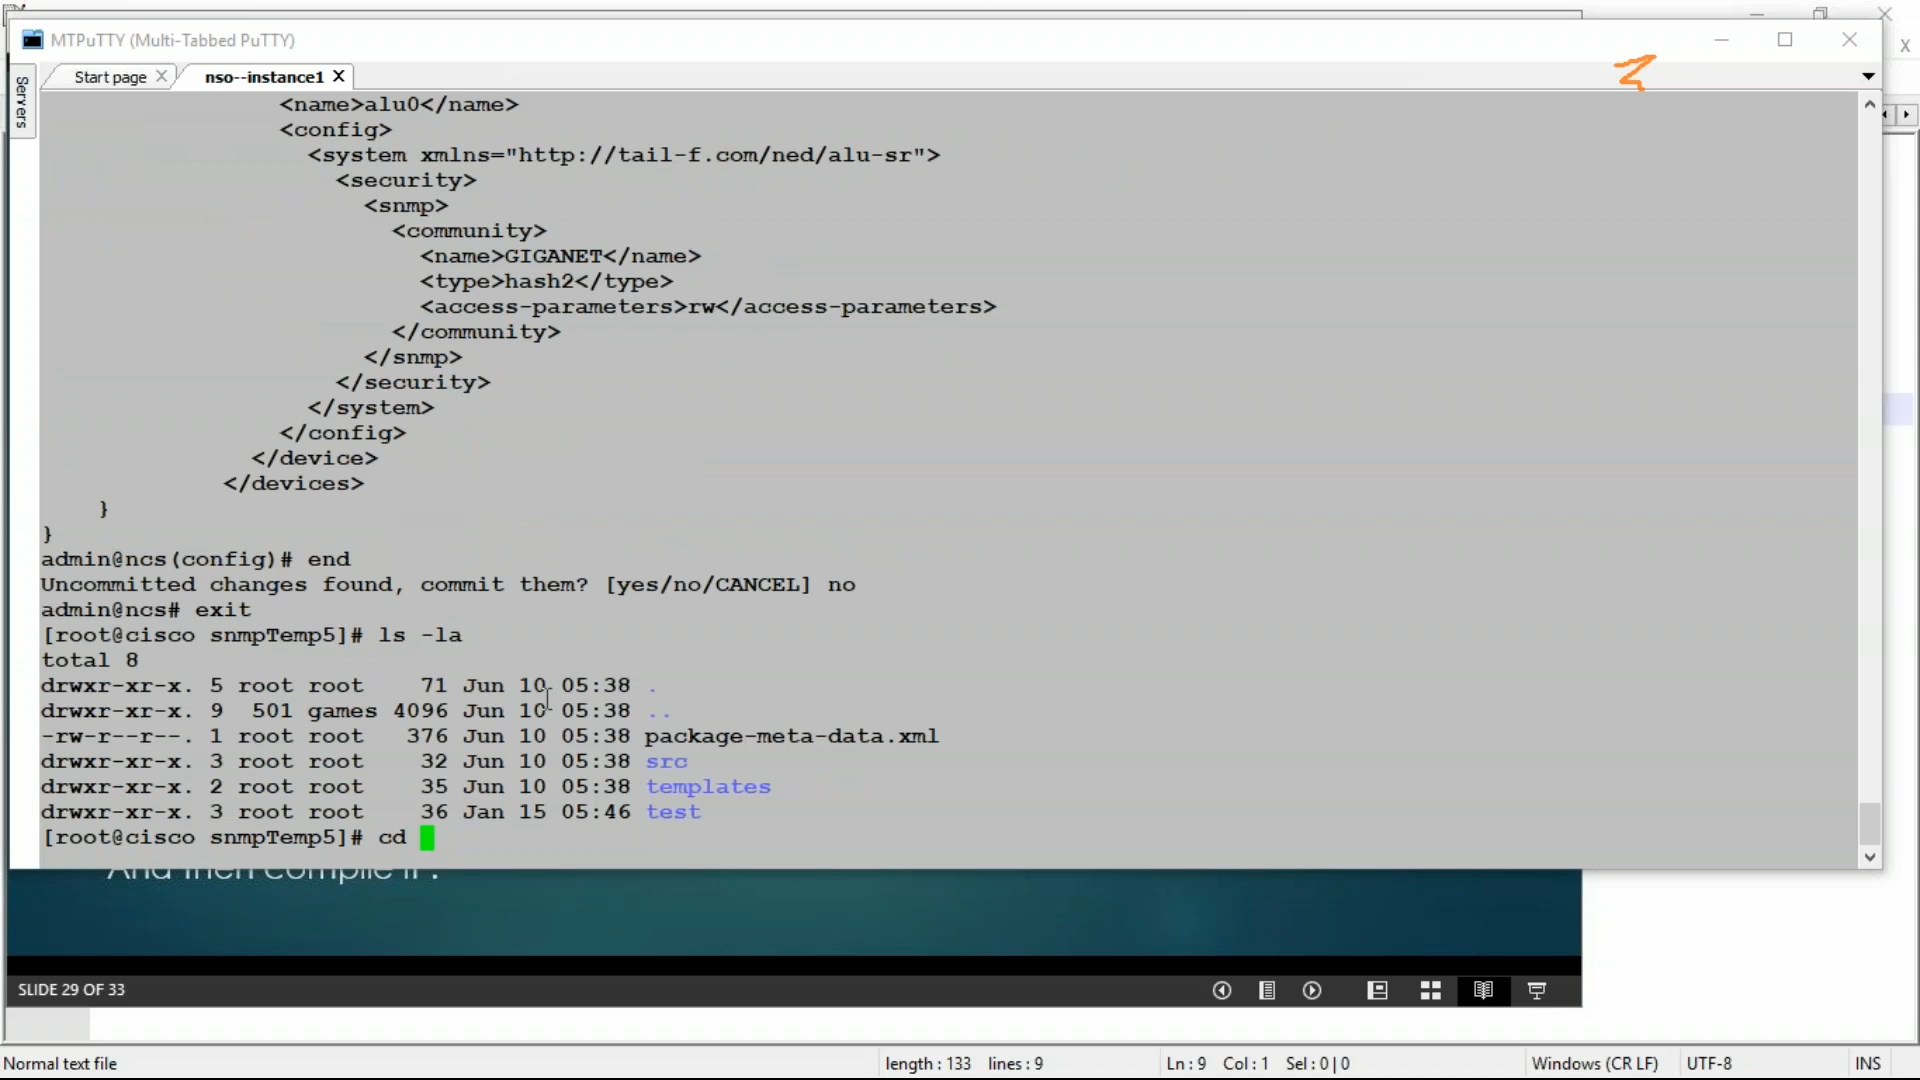 MTPuTTY (Multi-Tabbed PuTTY)
Servers
Start page
nso--instance1
<name>alu0</name>
<config>
<system xmlns="http://tail-f.com/ned/alu-sr">
<security>
<snmp>
<community>
<name>GIGANET</name>
<type>hash2</type>
<access-parameters>rw</access-parameters>
</community>
</snmp>
</security>
</system>
</config>
</device>
</devices>
}
}
admin@ncs(config)# end
Uncommitted changes found, commit them? [yes/no/CANCEL] no
admin@ncs# exit
[root@cisco snmpTemp5]# ls -la
total 8
drwxr-xr-x. 5 root root 71 Jun 10 05:38 .
drwxr-xr-x. 9 501 games 4096 Jun 10 05:38 ..
-rw-r--r--. 1 root root 376 Jun 10 05:38 package-meta-data.xml
drwxr-xr-x. 3 root root 32 Jun 10 05:38 src
drwxr-xr-x. 2 root root 35 Jun 10 05:38 templates
drwxr-xr-x. 3 root root 36 Jan 15 05:46 test
[root@cisco snmpTemp5]# cd
And then compile it .
SLIDE 29 OF 33
Normal text file
length : 133 lines : 9
Ln : 9 Col : 1 Sel : 0 | 0
Windows (CR LF)
UTF-8
INS